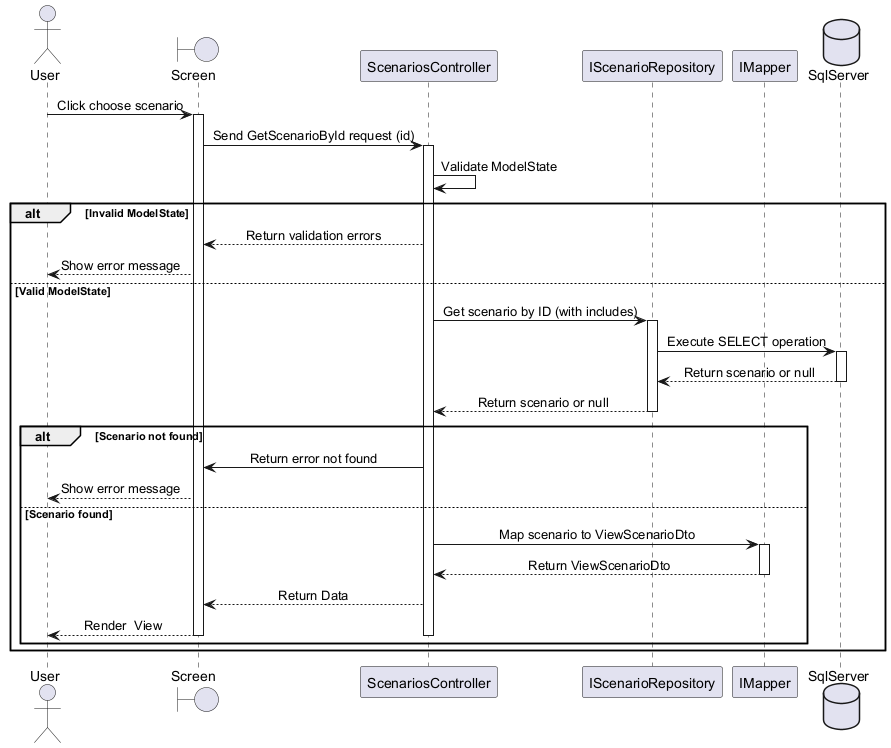 User
Screen
ScenariosController
IScenarioRepository
IMapper
SqlServer
Click choose scenario
Send GetScenarioById request (id)
Validate ModelState
alt
[Invalid ModelState]
Return validation errors
Show error message
[Valid ModelState]
Get scenario by ID (with includes)
Execute SELECT operation
Return scenario or null
Return scenario or null
alt
[Scenario not found]
Return error not found
Show error message
[Scenario found]
Map scenario to ViewScenarioDto
Return ViewScenarioDto
Return Data
Render  View
User
Screen
ScenariosController
IScenarioRepository
IMapper
SqlServer